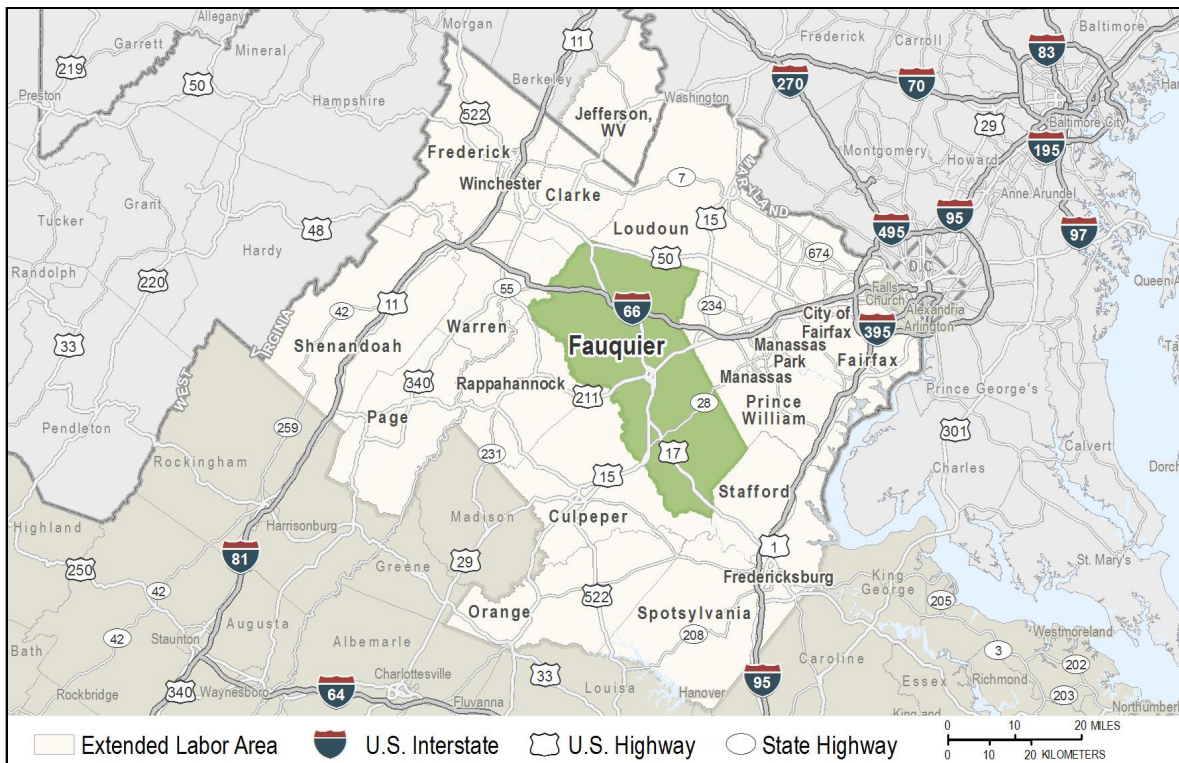 Allegany
Garrett
Morgan
Frederick
Carroll
Baltimore
219
Mineral
11
83
50
Berkeley
270
70
Preston
Hampshire
522
Jefferson,
WV
Washington
29
Baltimore City
Frederick
195
Montgomery
Howard
Winchester
7
MARYLAND
Tucker
Grant
Clarke
Anne Arundel
48
15
95
Loudoun
495
97
Hardy
674
Randolph
50
D.C.
220
55
Falls
Church
Queen A
11
66
234
City of
Fairfax
Alexandria
42
Warren
395
Arlington
33
WEST VIRGINIA
Shenandoah
Fauquier
Manassas
Park
Fairfax
340
Rappahannock
Manassas
Prince George's
211
28
Prince
William
Page
301
Pendleton
259
Calvert
Rockingham
231
17
Charles
15
Stafford
Highland
Madison
Culpeper
Harrisonburg
1
St. Mary's
81
29
250
Greene
Fredericksburg
King
George
42
522
205
Orange
Spotsylvania
Augusta
42
Albemarle
208
Westmoreland
Staunton
Bath
Caroline
3
Charlottesville
33
202
Louisa
95
Essex
Richmond
Rockbridge
340
Waynesboro
64
Hanover
203
Fluvanna
King and
Northumberl
Extended Labor Area
U.S. Interstate
U.S. Highway
State Highway
0 10 20 MILES
0 10 20 KILOMETERS